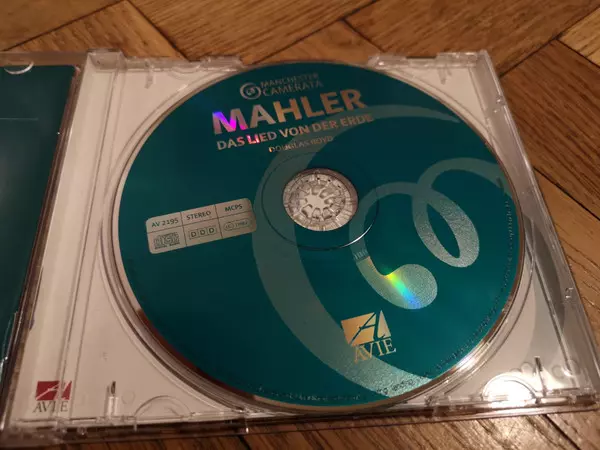 MANCHESTER
CAMERATA
MAHLER
DAS LIED VON DER ERDE
DOUGLAS BOYD
AV 2195 STEREO MCPS
DDD
AVIE
AVIE